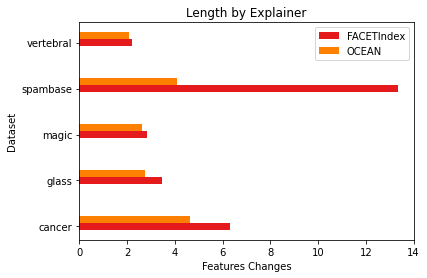 Length by Explainer
FACETIndex
OCEAN
vertebral
spambase
magic
glass
cancer
Dataset
0 2 4 6 8 10 12 14
Features Changes